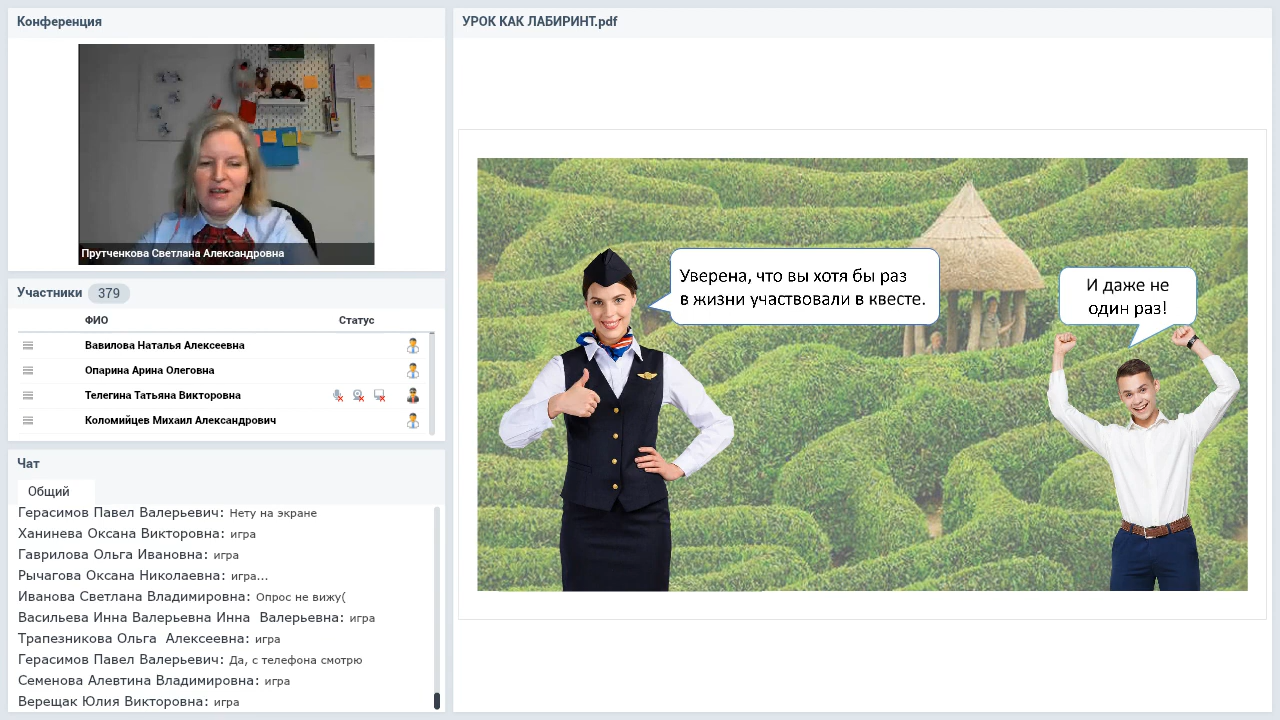 Конференция
Прутченкова Светлана Александровна
Участники 379
ФИО Статус
Вавилова Наталья Алексеевна
Опарина Арина Олеговна
Телегина Татьяна Викторовна
Коломийцев Михаил Александрович
Чат
Общий
Герасимов Павел Валерьевич: Нету на экране
Ханинева Оксана Викторовна: игра
Гаврилова Ольга Ивановна: игра
Рычагова Оксана Николаевна: игра...
Иванова Светлана Владимировна: Опрос не вижу(
Васильева Инна Валерьевна Инна  Валерьевна: игра
Трапезникова Ольга  Алексеевна: игра
Герасимов Павел Валерьевич: Да, с телефона смотрю
Семенова Алевтина Владимировна: игра
Верещак Юлия Викторовна: игра
УРОК КАК ЛАБИРИНТ.pdf
Уверена, что вы хотя бы раз
в жизни участвовали в квесте.
И даже не
один раз!